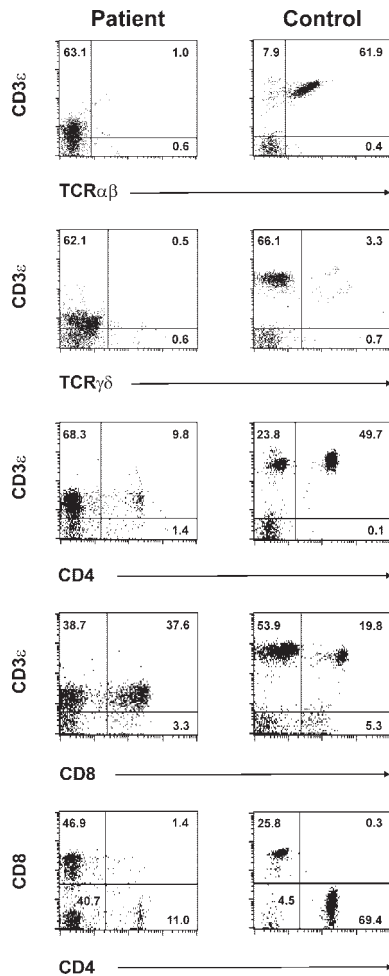 Patient Control
63.1 1.0 7.9 61.9
CD3ε
0.6 0.4
TCRαβ
62.1 0.5 66.1 3.3
CD3ε
0.6 0.7
TCRγδ
68.3 9.8 23.8 49.7
CD3ε
1.4 0.1
CD4
38.7 37.6 53.9 19.8
CD3ε
3.3 5.3
CD8
46.9 1.4 25.8 0.3
CD8
40.7 11.0 4.5 69.4
CD4